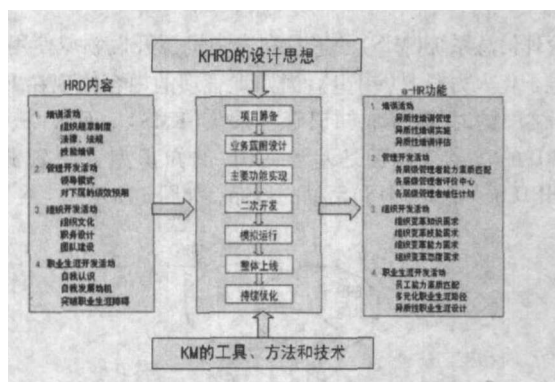 KHRD的设计思想
HRD内容
1. 培训活动
组织规章制度
法律、法规
技能培训
2. 管理开发活动
领导模式
对下属的绩效预期
3. 组织开发活动
组织文化
职务设计
团队建设
4. 职业生涯开发活动
自我认识
自我发展动机
突破职业生涯障碍
项目筹备
业务蓝图设计
主要功能实现
二次开发
模拟运行
整体上线
持续优化
e-HR功能
1. 培训活动
异质性培训管理
异质性培训实施
异质性培训评估
2. 管理开发活动
各层级管理者能力素质匹配
各层级管理者评价中心
各层级管理者继任计划
3. 组织开发活动
组织变革知识需求
组织变革技能需求
组织变革能力需求
组织变革态度需求
4. 职业生涯开发活动
员工能力素质匹配
多元化职业生涯路径
异质性职业生涯设计
KM的工具、方法和技术